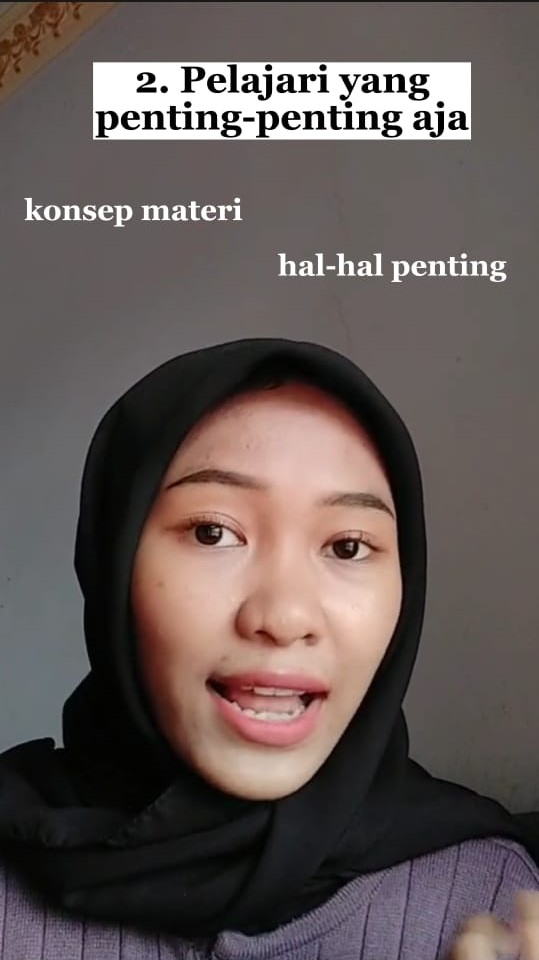 2. Pelajari yang
penting-penting aja
konsep materi
hal-hal penting